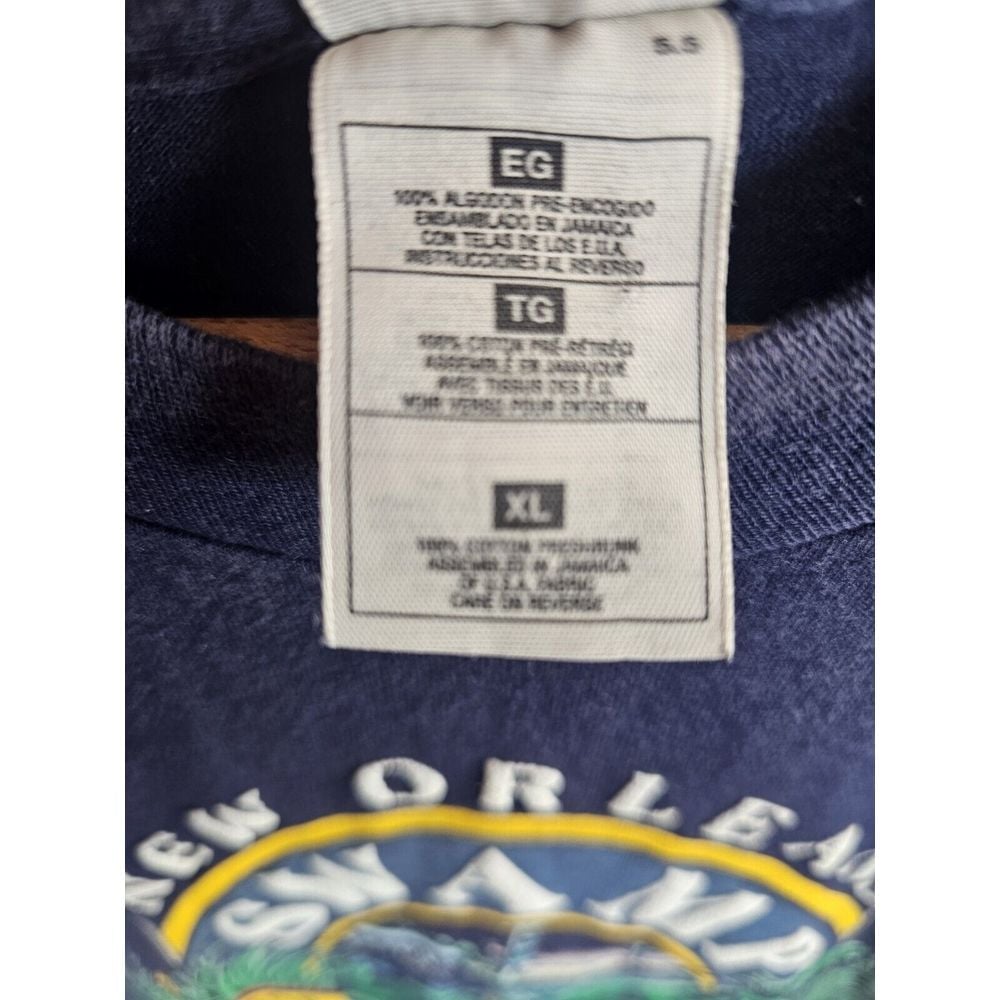 S.S
EG
100% ALGODON PRE-ENCOGIDO
ENSAMBLADO EN JAMAICA
CON TELAS DE LOS E.U.A.
INSTRUCCIONES AL REVERSO
TG
100% COTON PRÉ-RÉTRÉCI
ASSEMBLÉ EN JAMAÏQUE
AVEC TISSUS DES É.U.
VOIR VERSO POUR ENTRETIEN
XL
100% COTTON PRESHRUNK
ASSEMBLED IN JAMAICA
OF U.S.A. FABRIC
CARE ON REVERSE
NEW ORLEAN
SWAMP